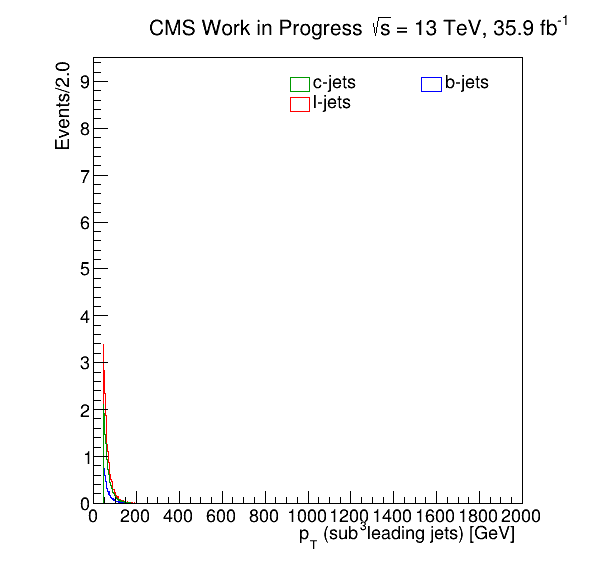 CMS Work in Progress √s = 13 TeV, 35.9 fb⁻¹
Events/2.0
c-jets b-jets
l-jets
9
8
7
6
5
4
3
2
1
0
0 200 400 600 800 1000 1200 1400 1600 1800 2000
p_T (sub³leading jets) [GeV]